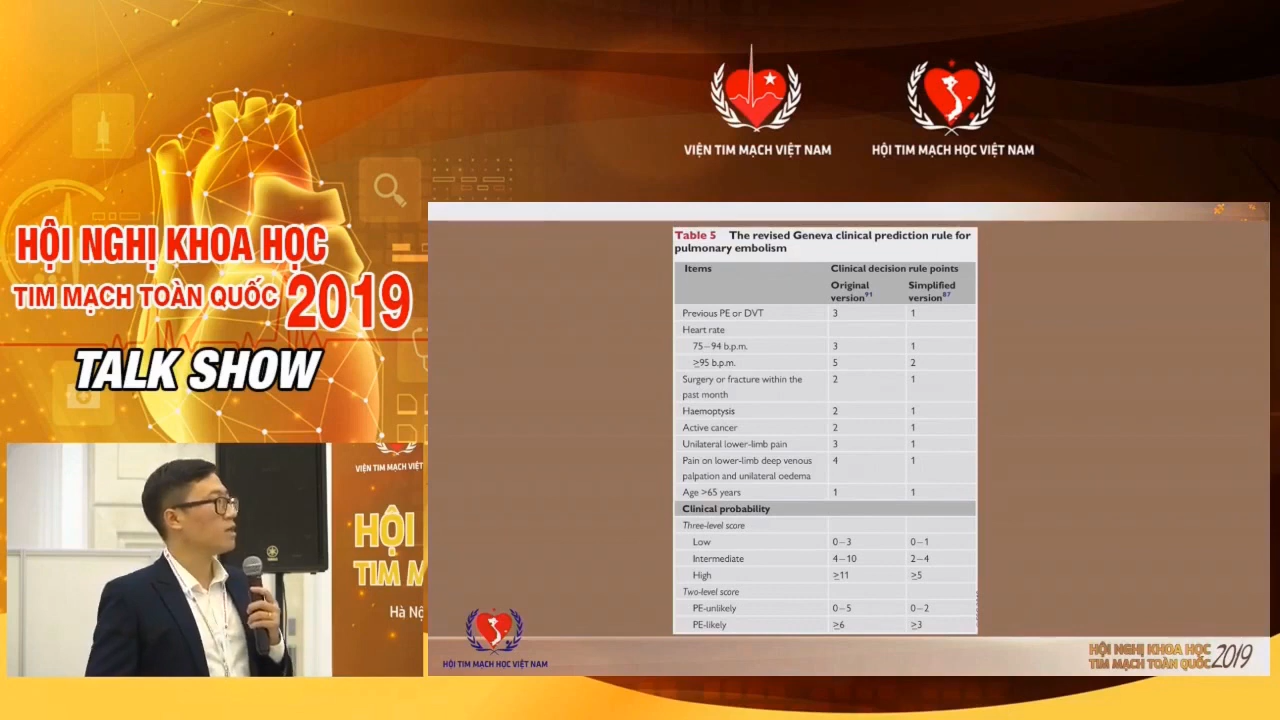 VIỆN TIM MẠCH VIỆT NAM
HỘI TIM MẠCH HỌC VIỆT NAM
HỘI NGHỊ KHOA HỌC
TIM MẠCH TOÀN QUỐC 2019
TALK SHOW
VIỆN TIM MẠCH VIỆT
HỘI
TIM M
Hà Nộ
Table 5 The revised Geneva clinical prediction rule for
pulmonary embolism
Items Clinical decision rule points
Original Simplified
version91 version87
Previous PE or DVT 3 1
Heart rate
75–94 b.p.m. 3 1
≥95 b.p.m. 5 2
Surgery or fracture within the 2 1
past month
Haemoptysis 2 1
Active cancer 2 1
Unilateral lower-limb pain 3 1
Pain on lower-limb deep venous 4 1
palpation and unilateral oedema
Age >65 years 1 1
Clinical probability
Three-level score
Low 0–3 0–1
Intermediate 4–10 2–4
High ≥11 ≥5
Two-level score
PE-unlikely 0–5 0–2
PE-likely ≥6 ≥3
HỘI TIM MẠCH HỌC VIỆT NAM
HỘI NGHỊ KHOA HỌC
TIM MẠCH TOÀN QUỐC 2019